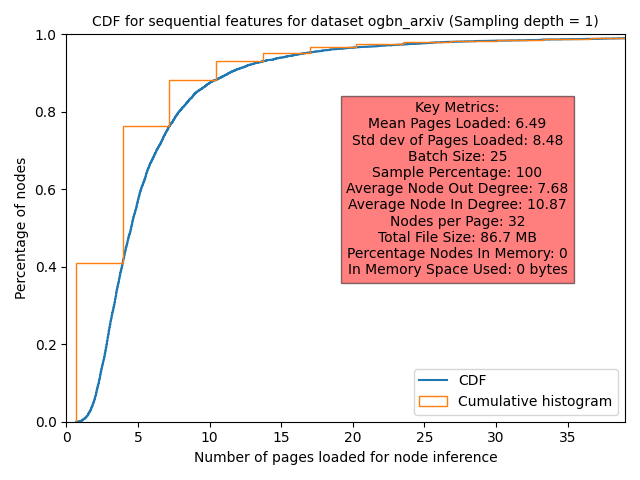 CDF for sequential features for dataset ogbn_arxiv (Sampling depth = 1)
1.0
0.8
0.6
0.4
0.2
0.0
Percentage of nodes
Key Metrics:
Mean Pages Loaded: 6.49
Std dev of Pages Loaded: 8.48
Batch Size: 25
Sample Percentage: 100
Average Node Out Degree: 7.68
Average Node In Degree: 10.87
Nodes per Page: 32
Total File Size: 86.7 MB
Percentage Nodes In Memory: 0
In Memory Space Used: 0 bytes
CDF
Cumulative histogram
0 5 10 15 20 25 30 35
Number of pages loaded for node inference